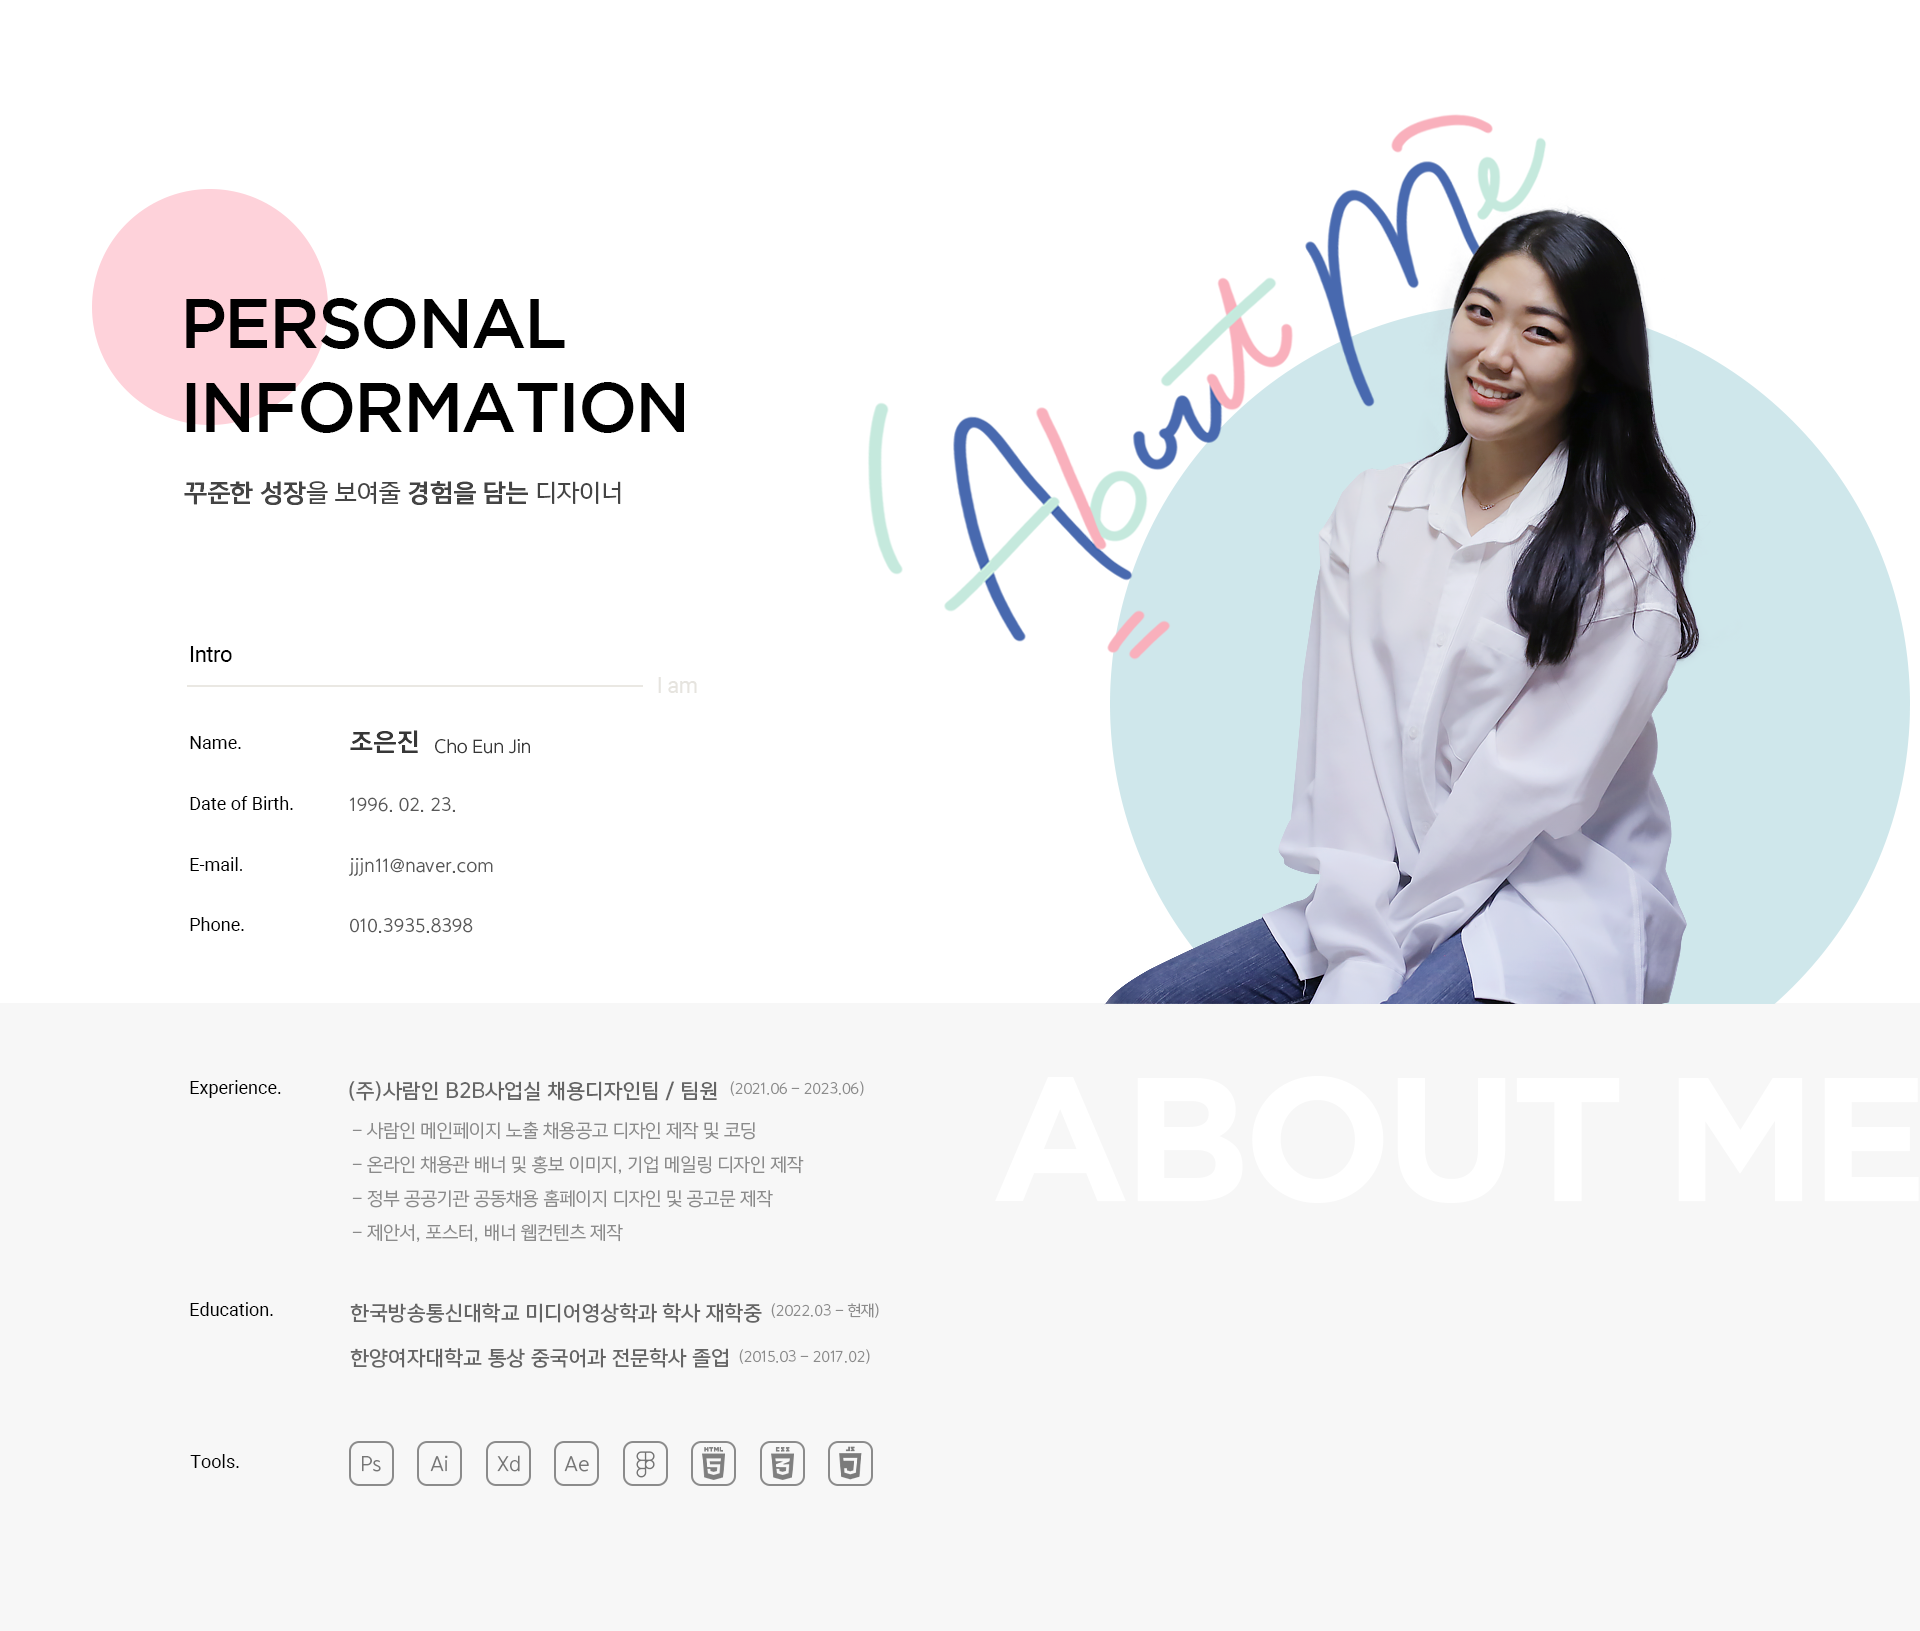 PERSONAL
INFORMATION
꾸준한 성장을 보여줄 경험을 담는 디자이너
About Me
Intro
I am
Name. 조은진 Cho Eun Jin
Date of Birth. 1996. 02. 23.
E-mail. jjjn11@naver.com
Phone. 010.3935.8398
ABOUT ME
Experience. (주)사람인 B2B사업실 채용디자인팀 / 팀원 (2021.06 - 2023.06)
- 사람인 메인페이지 노출 채용공고 디자인 제작 및 코딩
- 온라인 채용관 배너 및 홍보 이미지, 기업 메일링 디자인 제작
- 정부 공공기관 공동채용 홈페이지 디자인 및 공고문 제작
- 제안서, 포스터, 배너 웹컨텐츠 제작
Education. 한국방송통신대학교 미디어영상학과 학사 재학중 (2022.03 - 현재)
한양여자대학교 통상 중국어과 전문학사 졸업 (2015.03 - 2017.02)
Tools. Ps Ai Xd Ae HTML 5 CSS 3 JS